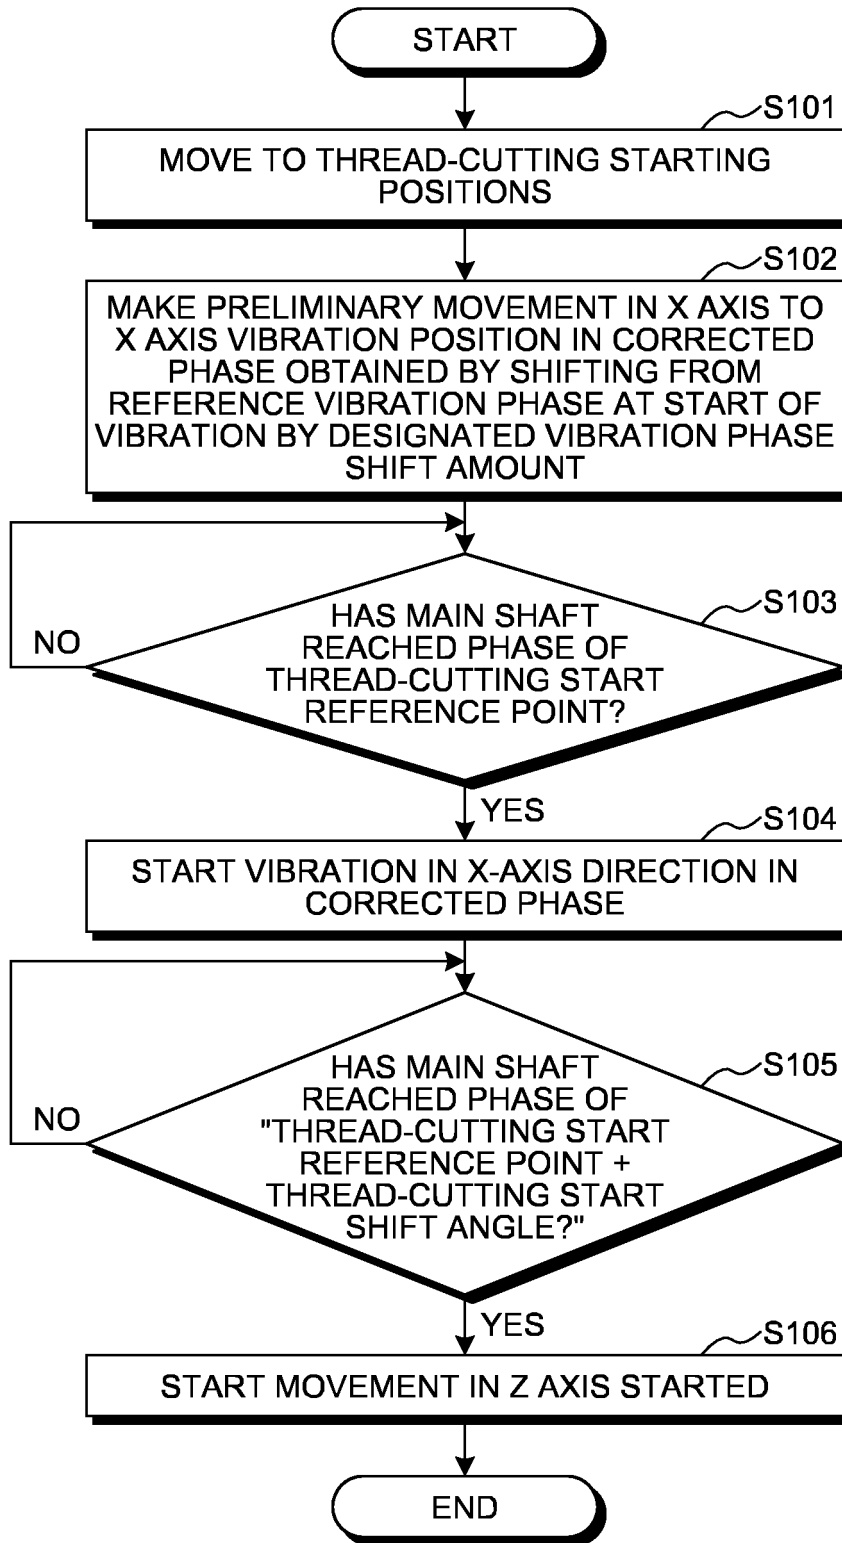 START
S101
MOVE TO THREAD-CUTTING STARTING
POSITIONS
S102
MAKE PRELIMINARY MOVEMENT IN X AXIS TO
X AXIS VIBRATION POSITION IN CORRECTED
PHASE OBTAINED BY SHIFTING FROM
REFERENCE VIBRATION PHASE AT START OF
VIBRATION BY DESIGNATED VIBRATION PHASE
SHIFT AMOUNT
S103
HAS MAIN SHAFT
REACHED PHASE OF
THREAD-CUTTING START
REFERENCE POINT?
NO
YES
S104
START VIBRATION IN X-AXIS DIRECTION IN
CORRECTED PHASE
S105
HAS MAIN SHAFT
REACHED PHASE OF
"THREAD-CUTTING START
REFERENCE POINT +
THREAD-CUTTING START
SHIFT ANGLE?"
NO
YES
S106
START MOVEMENT IN Z AXIS STARTED
END